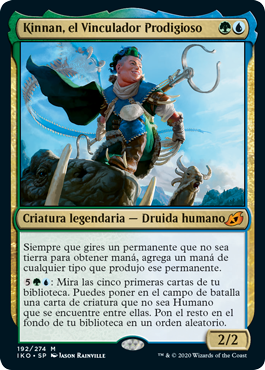 Kinnan, el Vinculador Prodigioso
Criatura legendaria — Druida humano
Siempre que gires un permanente que no sea
tierra para obtener maná, agrega un maná de
cualquier tipo que produjo ese permanente.
5: Mira las cinco primeras cartas de tu
biblioteca. Puedes poner en el campo de batalla
una carta de criatura que no sea Humano
que se encuentre entre ellas. Pon el resto en el
fondo de tu biblioteca en un orden aleatorio.
2/2
192/274 M
IKO • SP JASON RAINVILLE
™ & © 2020 Wizards of the Coast